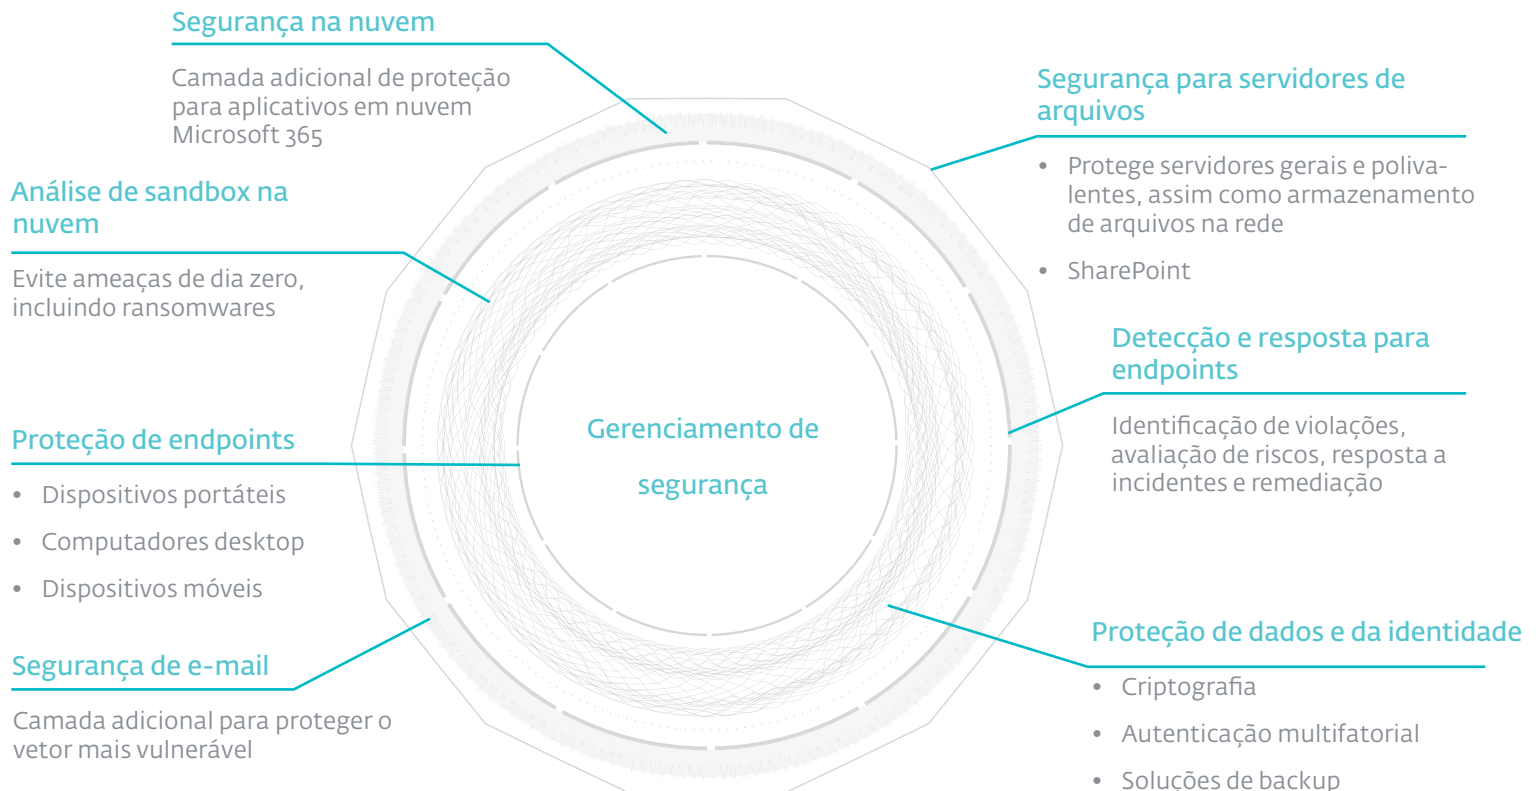 Segurança na nuvem
Camada adicional de proteção
para aplicativos em nuvem
Microsoft 365
Análise de sandbox na
nuvem
Evite ameaças de dia zero,
incluindo ransomwares
Proteção de endpoints
• Dispositivos portáteis
• Computadores desktop
• Dispositivos móveis
Segurança de e-mail
Camada adicional para proteger o
vetor mais vulnerável
Gerenciamento de
segurança
Segurança para servidores de
arquivos
• Protege servidores gerais e poliva-
lentes, assim como armazenamento
de arquivos na rede
• SharePoint
Detecção e resposta para
endpoints
Identificação de violações,
avaliação de riscos, resposta a
incidentes e remediação
Proteção de dados e da identidade
• Criptografia
• Autenticação multifatorial
• Soluções de backup